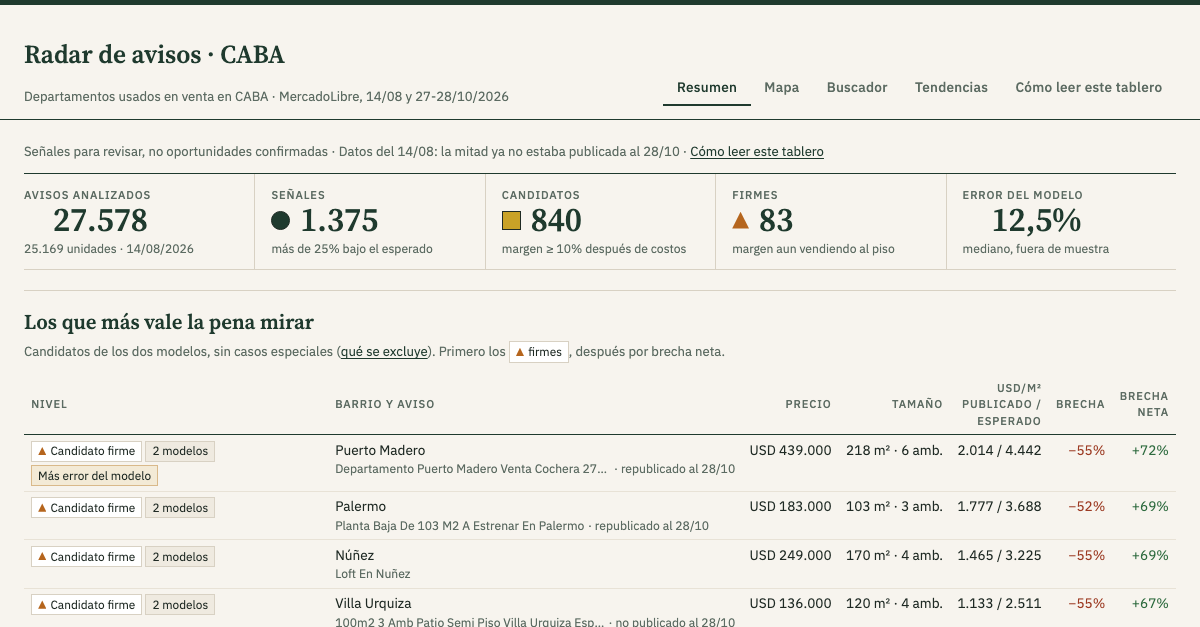 Radar de avisos · CABA
Departamentos usados en venta en CABA · MercadoLibre, 14/08 y 27-28/10/2026
Resumen Mapa Buscador Tendencias Cómo leer este tablero
Señales para revisar, no oportunidades confirmadas · Datos del 14/08: la mitad ya no estaba publicada al 28/10 · Cómo leer este tablero
AVISOS ANALIZADOS
27.578
25.169 unidades · 14/08/2026
SEÑALES
1.375
más de 25% bajo el esperado
CANDIDATOS
840
margen ≥ 10% después de costos
FIRMES
83
margen aun vendiendo al piso
ERROR DEL MODELO
12,5%
mediano, fuera de muestra
Los que más vale la pena mirar
Candidatos de los dos modelos, sin casos especiales (qué se excluye). Primero los ▲ firmes, después por brecha neta.
NIVEL BARRIO Y AVISO PRECIO TAMAÑO USD/M² PUBLICADO / ESPERADO BRECHA BRECHA NETA
▲ Candidato firme 2 modelos Puerto Madero USD 439.000 218 m² · 6 amb. 2.014 / 4.442 −55% +72%
Más error del modelo Departamento Puerto Madero Venta Cochera 27… · republicado al 28/10
▲ Candidato firme 2 modelos Palermo USD 183.000 103 m² · 3 amb. 1.777 / 3.688 −52% +69%
Planta Baja De 103 M2 A Estrenar En Palermo · republicado al 28/10
▲ Candidato firme 2 modelos Núñez USD 249.000 170 m² · 4 amb. 1.465 / 3.225 −55% +69%
Loft En Nuñez
▲ Candidato firme 2 modelos Villa Urquiza USD 136.000 120 m² · 4 amb. 1.133 / 2.511 −55% +67%
100m2 3 Amb Patio Semi Piso Villa Urquiza Esp… · no publicado al 28/10